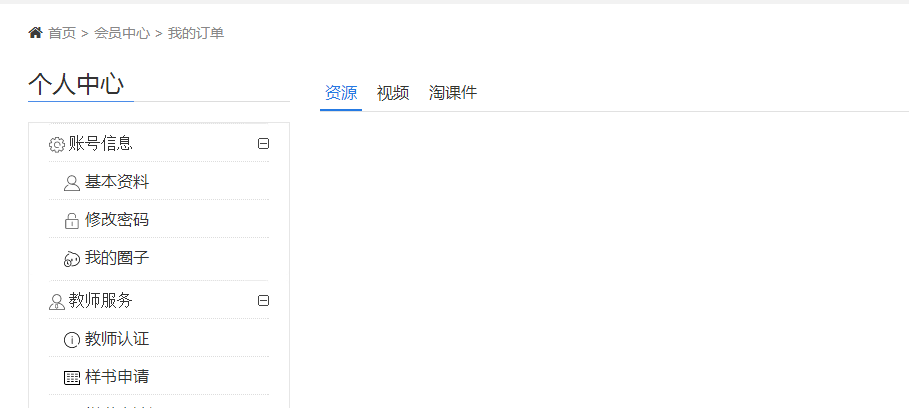 首页 > 会员中心 > 我的订单
个人中心
资源 视频 淘课件
账号信息
基本资料
修改密码
我的圈子
教师服务
教师认证
样书申请